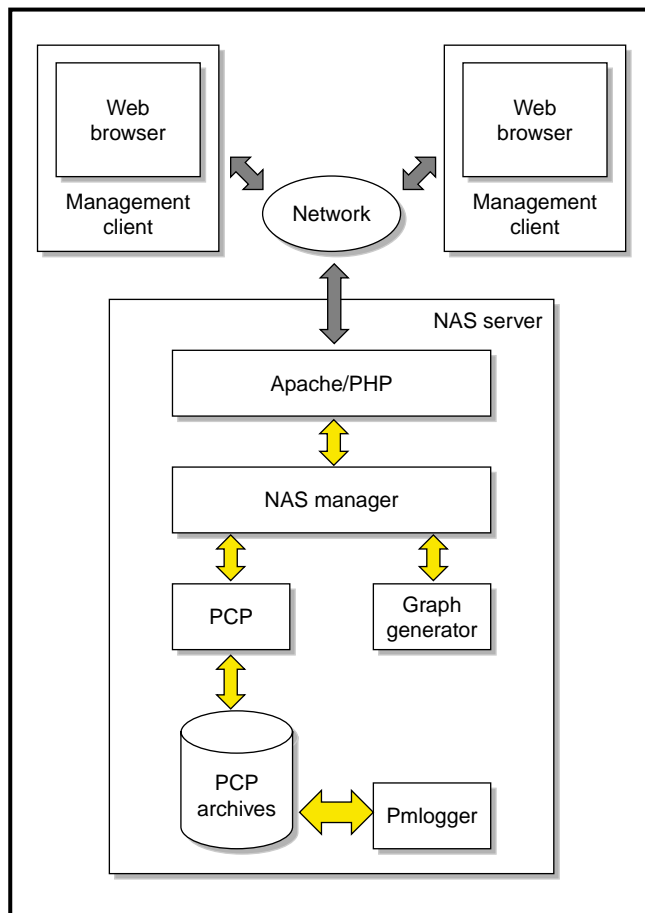 Web
browser
Management
client
Web
browser
Management
client
Network
NAS server
Apache/PHP
NAS manager
PCP
Graph
generator
PCP
archives
Pmlogger